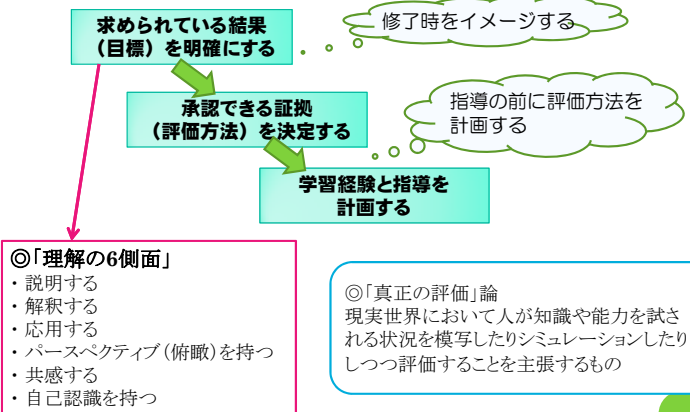 求められている結果
（目標）を明確にする
修了時をイメージする
承認できる証拠
（評価方法）を決定する
指導の前に評価方法を
計画する
学習経験と指導を
計画する
◎「理解の6側面」
・説明する
・解釈する
・応用する
・パースペクティブ（俯瞰）を持つ
・共感する
・自己認識を持つ
◎「真正の評価」論
現実世界において人が知識や能力を試さ
れる状況を模写したりシミュレーションしたり
しつつ評価することを主張するもの